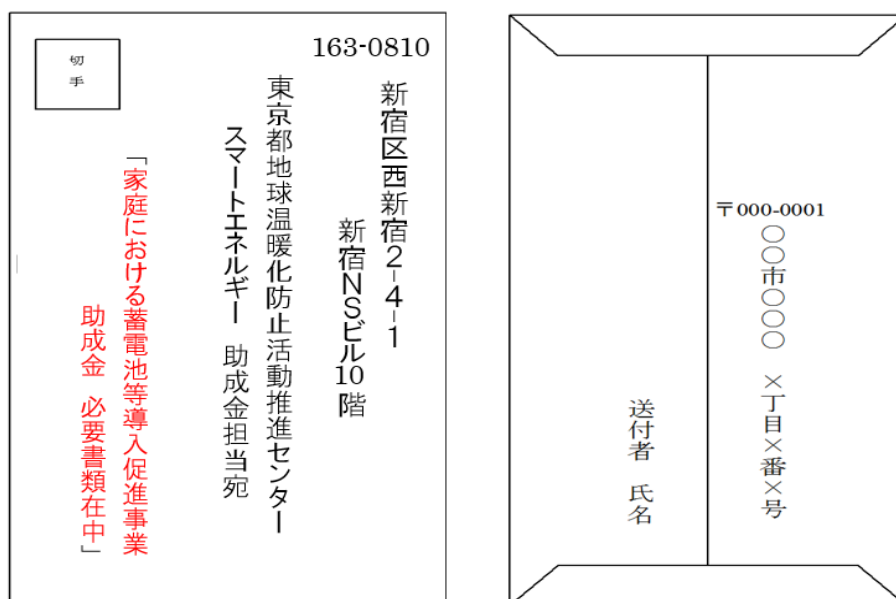 切手
163-0810
新宿区西新宿2-4-1
新宿NSビル10階
東京都地球温暖化防止活動推進センター
スマートエネルギー 助成金担当宛
「家庭における蓄電池等導入促進事業
助成金 必要書類在中」
〒000-0001
〇〇市〇〇〇 ×丁目×番×号
送付者 氏名